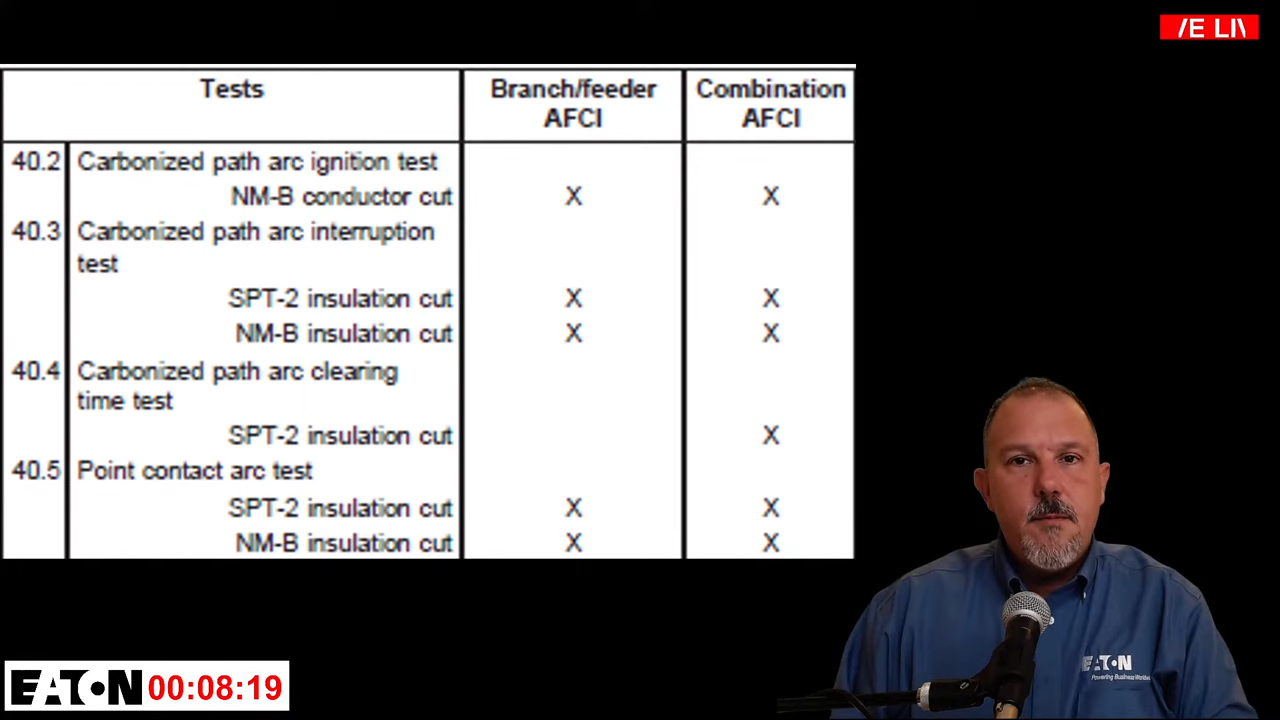 /E LI\
Tests
Branch/feeder
AFCI
Combination
AFCI
40.2 Carbonized path arc ignition test
NM-B conductor cut X X
40.3 Carbonized path arc interruption
test
SPT-2 insulation cut X X
NM-B insulation cut X X
40.4 Carbonized path arc clearing
time test
SPT-2 insulation cut X
40.5 Point contact arc test
SPT-2 insulation cut X X
NM-B insulation cut X X
EATON
Powering Business
EATON 00:08:19